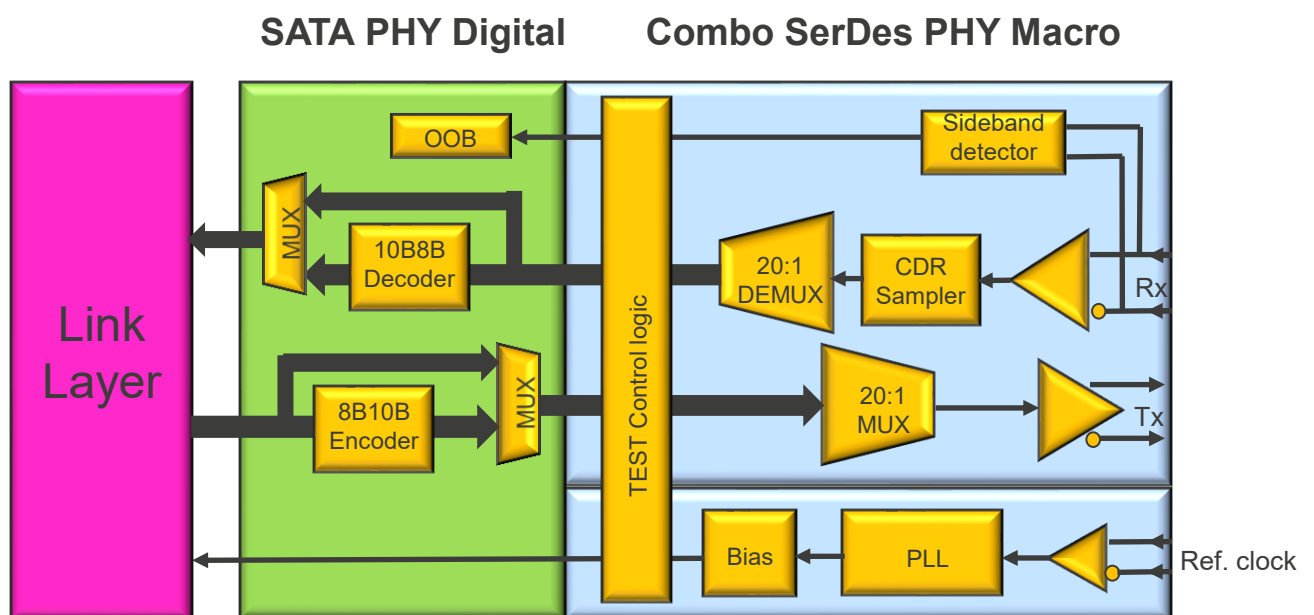 SATA PHY Digital
Combo SerDes PHY Macro
Link
Layer
OOB
Sideband
detector
MUX
10B8B
Decoder
20:1
DEMUX
CDR
Sampler
Rx
TEST Control logic
8B10B
Encoder
MUX
20:1
MUX
Tx
Bias
PLL
Ref. clock